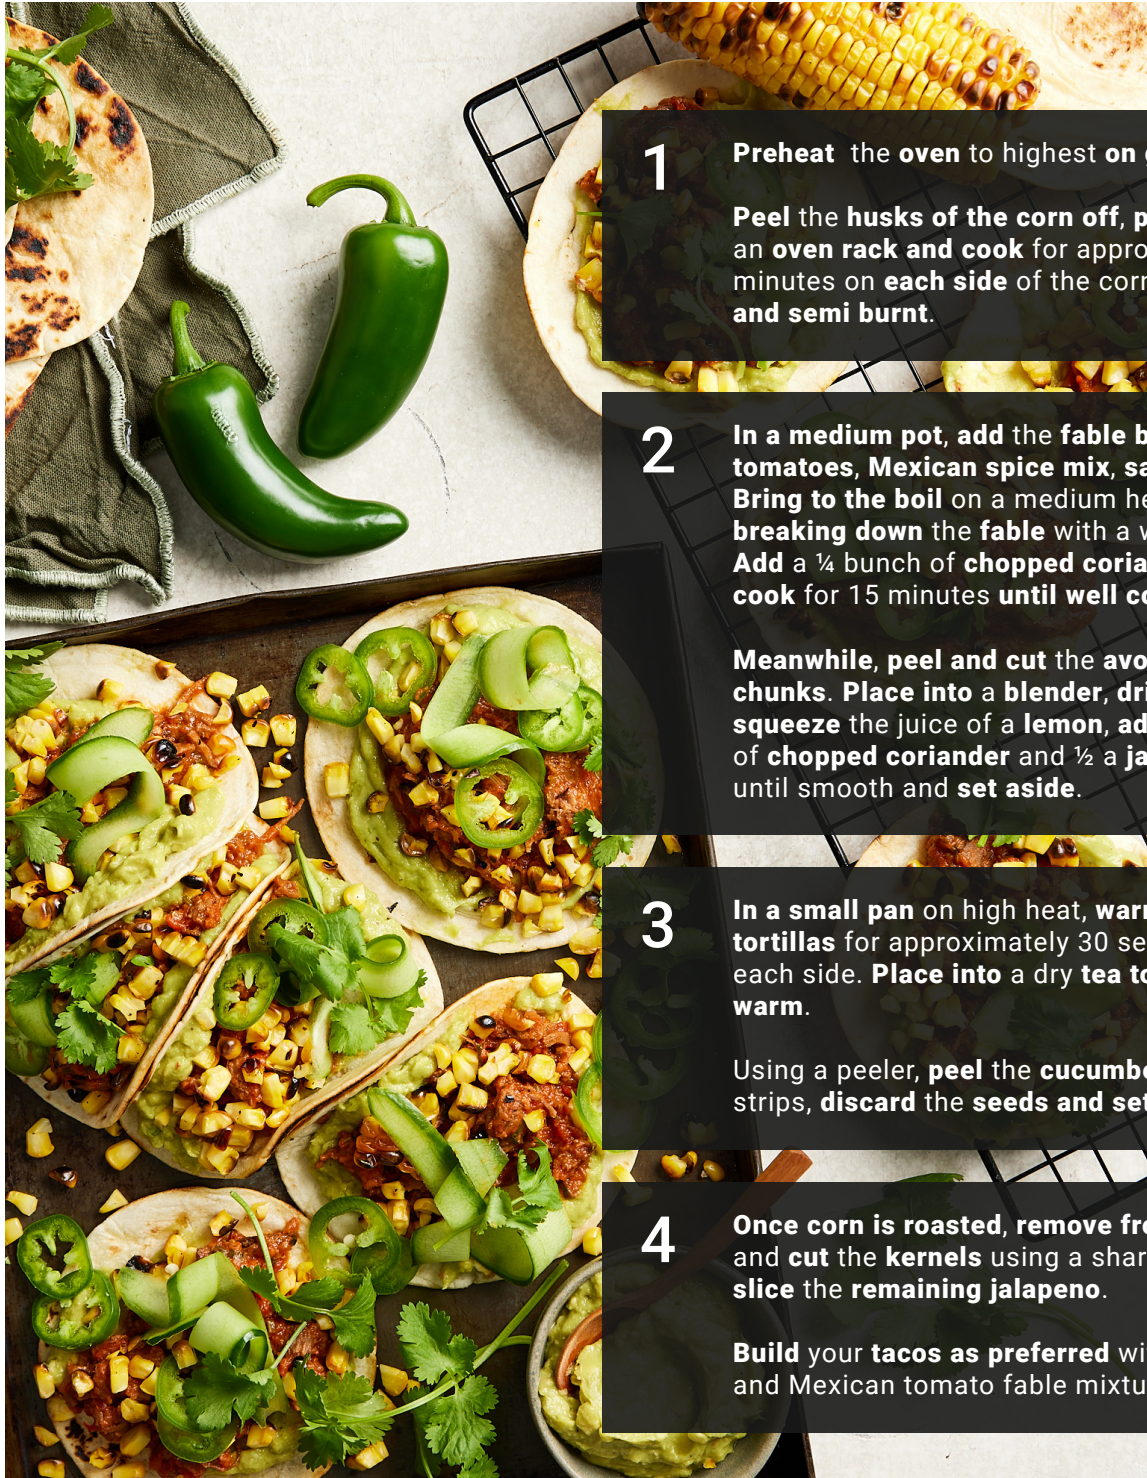 1
Preheat the oven to highest on
Peel the husks of the corn off,
an oven rack and cook for
minutes on each side of the
and semi burnt.
2
In a medium pot, add the fable
tomatoes, Mexican spice mix,
Bring to the boil on a medium
breaking down the fable with a
Add a ¼ bunch of chopped
cook for 15 minutes until well
Meanwhile, peel and cut the
chunks. Place into a blender,
squeeze the juice of a lemon,
of chopped coriander and ½ a
until smooth and set aside.
3
In a small pan on high heat,
tortillas for approximately 30
each side. Place into a dry tea
warm.
Using a peeler, peel the
strips, discard the seeds and set
4
Once corn is roasted, remove
and cut the kernels using a
slice the remaining jalapeno.
Build your tacos as preferred
and Mexican tomato fable